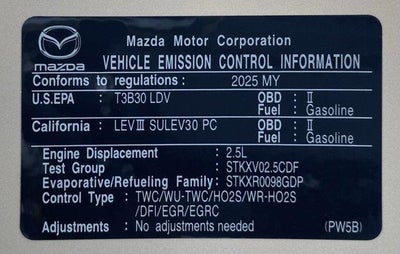 mazda
Mazda Motor Corporation
VEHICLE EMISSION CONTROL INFORMATION
Conforms to regulations : 2025 MY
U.S.EPA : T3B30 LDV OBD : Ⅱ
Fuel : Gasoline
California : LEVⅢ SULEV30 PC OBD : Ⅱ
Fuel : Gasoline
Engine Displacement : 2.5L
Test Group : STKXV02.5CDF
Evaporative/Refueling Family : STKXR0098GDP
Control Type : TWC/WU-TWC/HO2S/WR-HO2S
/DFI/EGR/EGRC
Adjustments : No adjustments needed (PW5B)